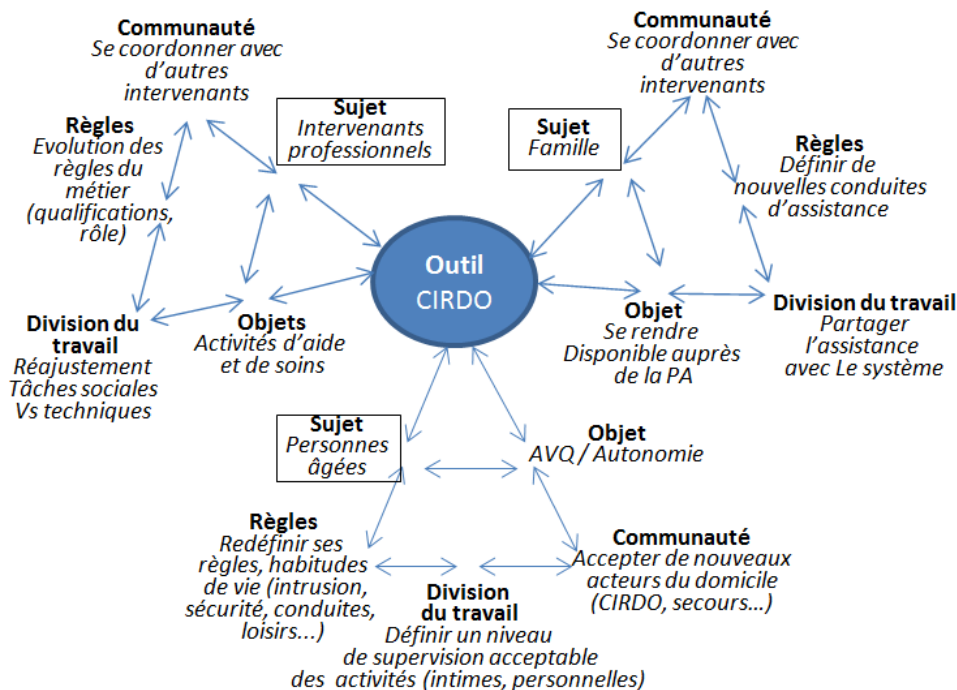 Communauté
Se coordonner avec
d’autres
intervenants
Sujet
Intervenants
professionnels
Règles
Evolution des
règles du
métier
(qualifications,
rôle)
Division du
travail
Réajustement
Tâches sociales
Vs techniques
Objets
Activités d’aide
et de soins
Outil
CIRDO
Communauté
Se coordonner avec
d’autres
intervenants
Sujet
Famille
Règles
Définir de
nouvelles conduites
d’assistance
Objet
Se rendre
Disponible auprès
de la PA
Division du travail
Partager
l’assistance
avec Le système
Sujet
Personnes
âgées
Objet
AVQ / Autonomie
Règles
Redéfinir ses
règles, habitudes
de vie (intrusion,
sécurité, conduites,
loisirs...)
Division
du travail
Définir un niveau
de supervision acceptable
des activités (intimes, personnelles)
Communauté
Accepter de nouveaux
acteurs du domicile
(CIRDO, secours…)